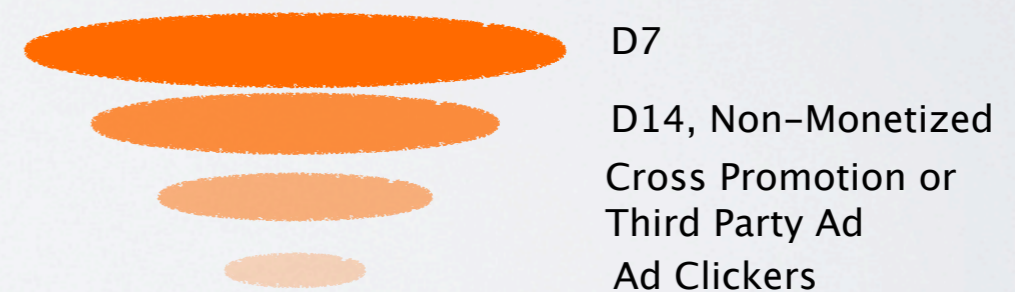 D7
D14, Non-Monetized
Cross Promotion or
Third Party Ad
Ad Clickers